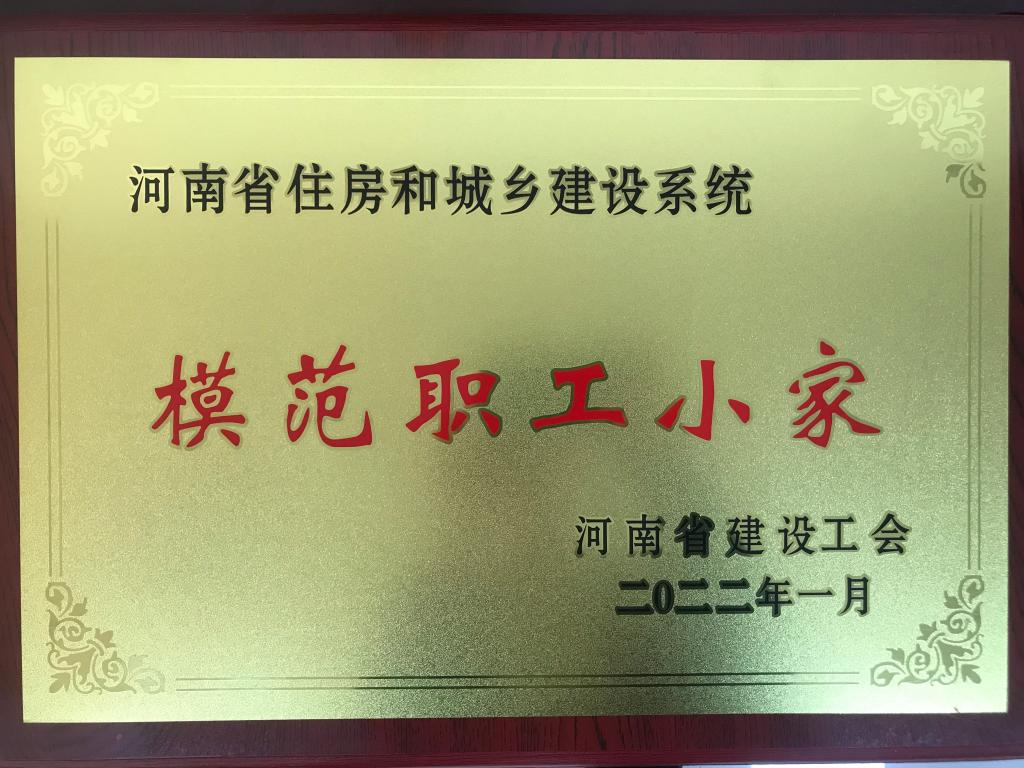 河南省住房和城乡建设系统
模范职工小家
河南省建设工会
二0二二年一月